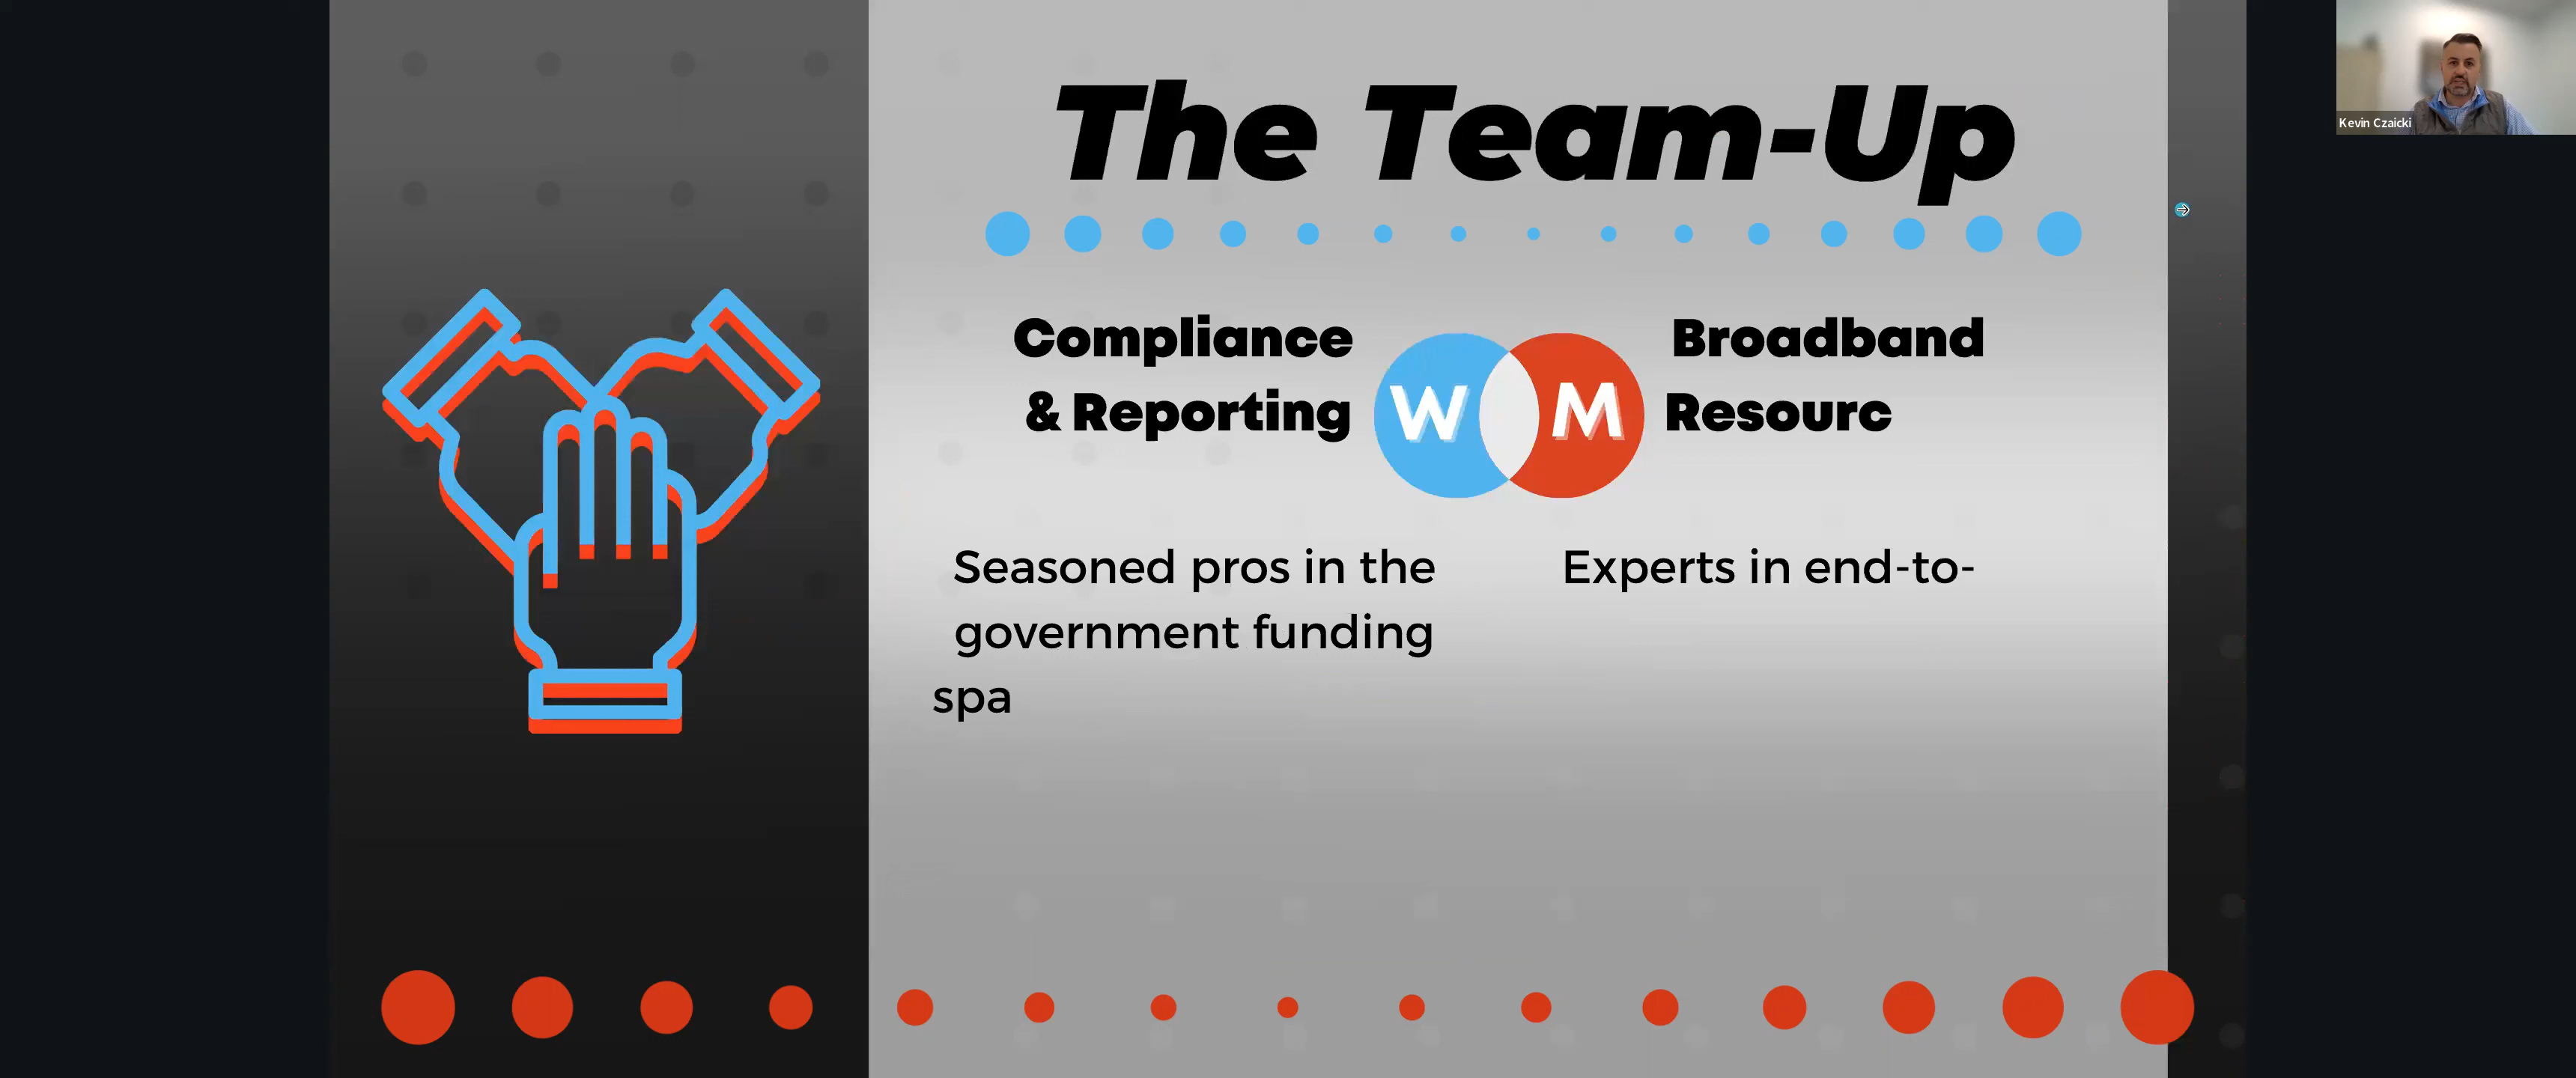 The Team-Up
Compliance
& Reporting
W M
Broadband
Resourc
Seasoned pros in the
government funding
spa
Experts in end-to-
Kevin Czaicki